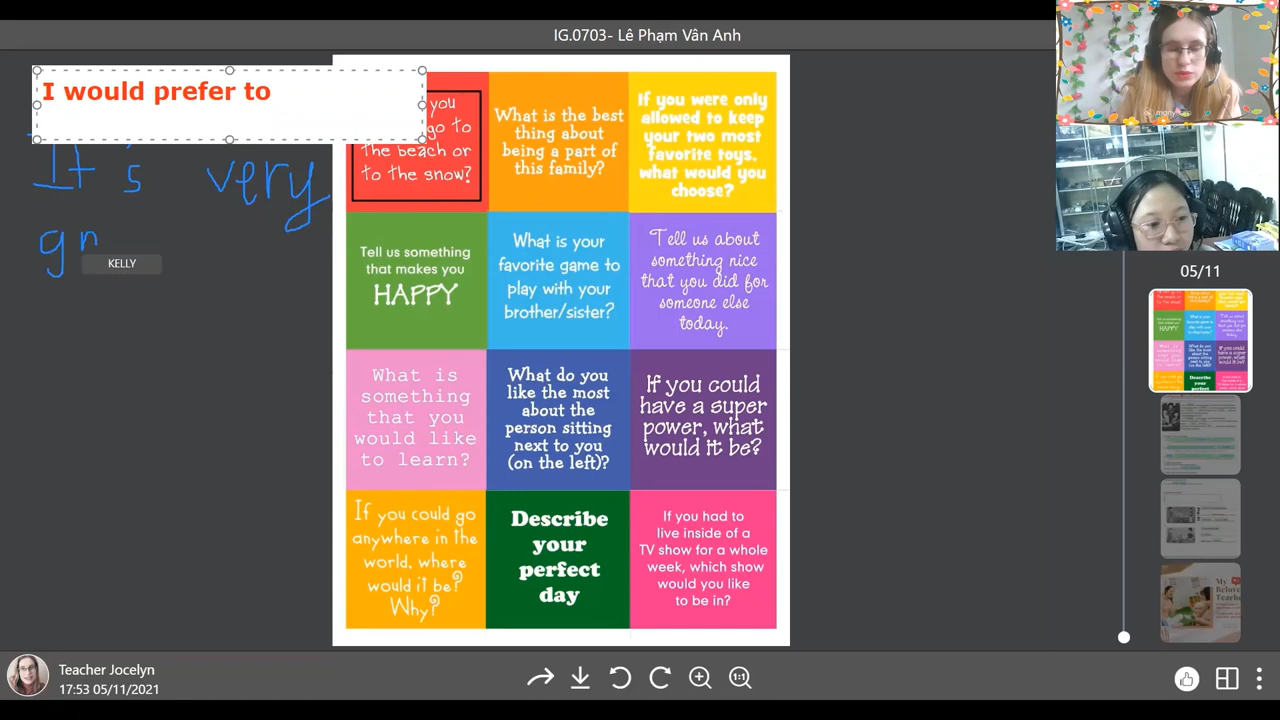 IG.0703- Lê Phạm Vân Anh
I would prefer to
It's very
gr
KELLY
you
go to
the beach or
to the snow?
What is the best
thing about
being a part of
this family?
If you were only
allowed to keep
your two most
favorite toys,
what would you
choose?
Tell us something
that makes you
HAPPY
What is your
favorite game to
play with your
brother/sister?
Tell us about
something nice
that you did for
someone else
today.
What is
something
that you
would like
to learn?
What do you
like the most
about the
person sitting
next to you
(on the left)?
If you could
have a super
power, what
would it be?
If you could go
anywhere in the
world, where
would it be?
Why?
Describe
your
perfect
day
If you had to
live inside of a
TV show for a whole
week, which show
would you like
to be in?
05/11
Teacher Jocelyn
17:53 05/11/2021
1:1